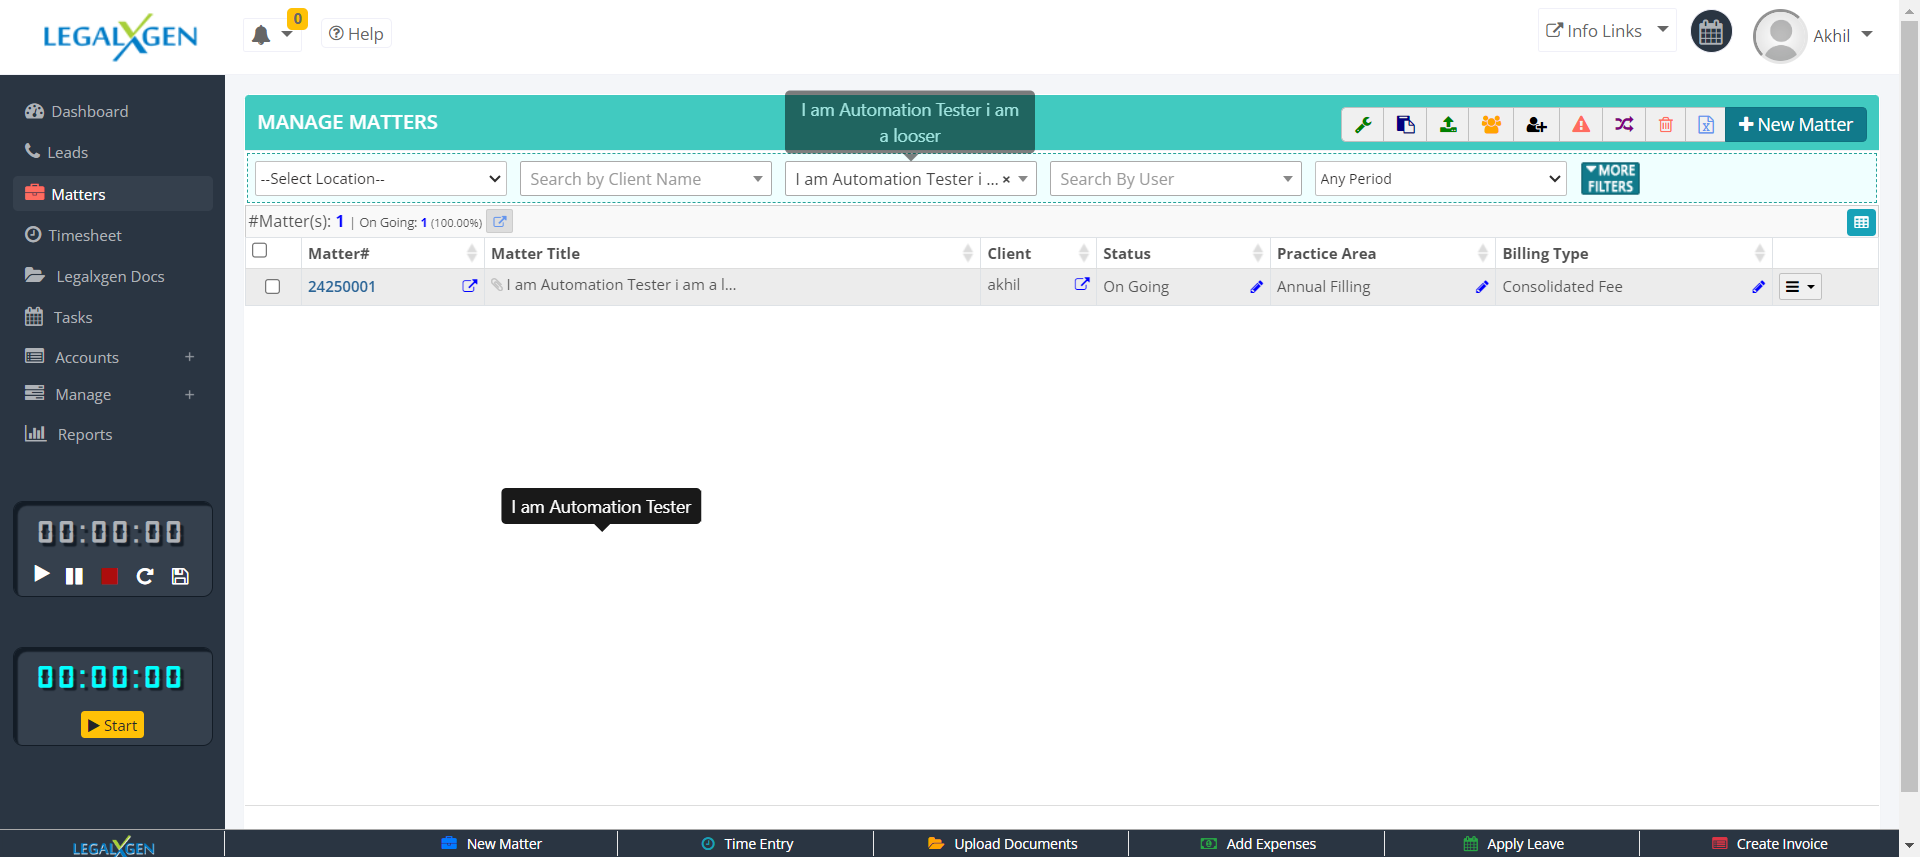 LEGALXGEN
0
Help
Info Links
Akhil
Dashboard
Leads
Matters
Timesheet
Legalxgen Docs
Tasks
Accounts +
Manage +
Reports
00:00:00
00:00:00
Start
MANAGE MATTERS
I am Automation Tester i am
a looser
New Matter
--Select Location--
Search by Client Name
I am Automation Tester i ... ×
Search By User
Any Period
MORE
FILTERS
#Matter(s): 1 | On Going: 1 (100.00%)
Matter# Matter Title Client Status Practice Area Billing Type
24250001 I am Automation Tester i am a l... akhil On Going Annual Filling Consolidated Fee
I am Automation Tester
LEGALXGEN
New Matter
Time Entry
Upload Documents
Add Expenses
Apply Leave
Create Invoice